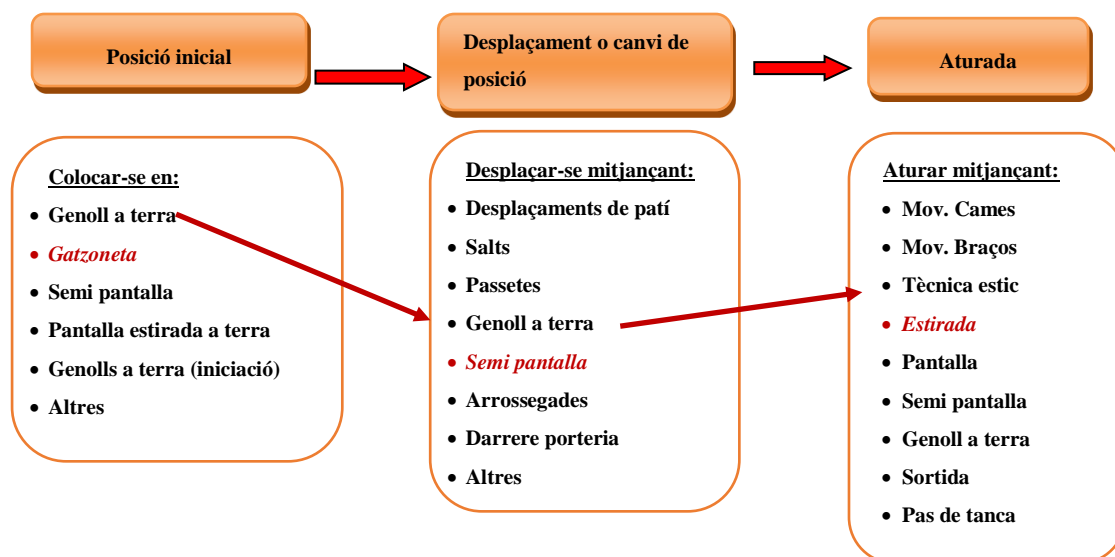 Posició inicial
Desplaçament o canvi de
posició
Aturada
Colocar-se en:
• Genoll a terra
• Gatzoneta
• Semi pantalla
• Pantalla estirada a terra
• Genolls a terra (iniciació)
• Altres
Desplaçar-se mitjançant:
• Desplaçaments de patí
• Salts
• Passetes
• Genoll a terra
• Semi pantalla
• Arrossegades
• Darrere porteria
• Altres
Aturar mitjançant:
• Mov. Cames
• Mov. Braços
• Tècnica estic
• Estirada
• Pantalla
• Semi pantalla
• Genoll a terra
• Sortida
• Pas de tanca